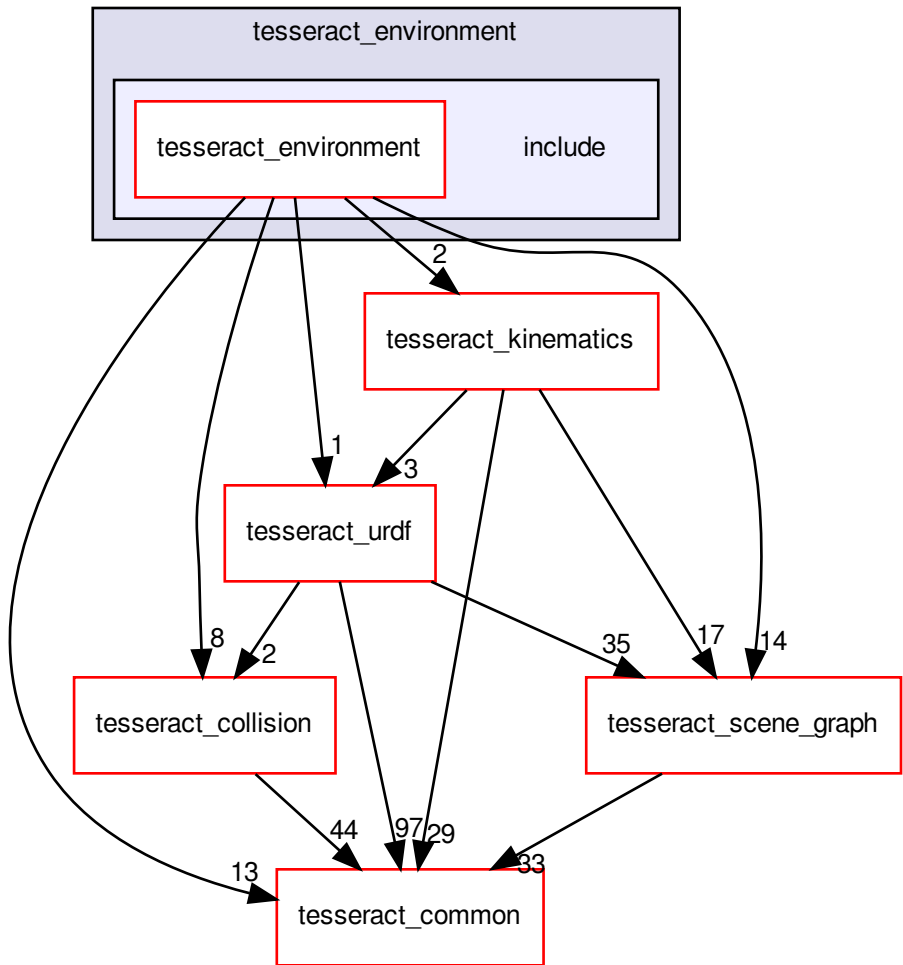 tesseract_environment
tesseract_environment
include
2
tesseract_kinematics
1
3
tesseract_urdf
8
2
35
17
14
tesseract_collision
tesseract_scene_graph
44
97
29
33
13
tesseract_common